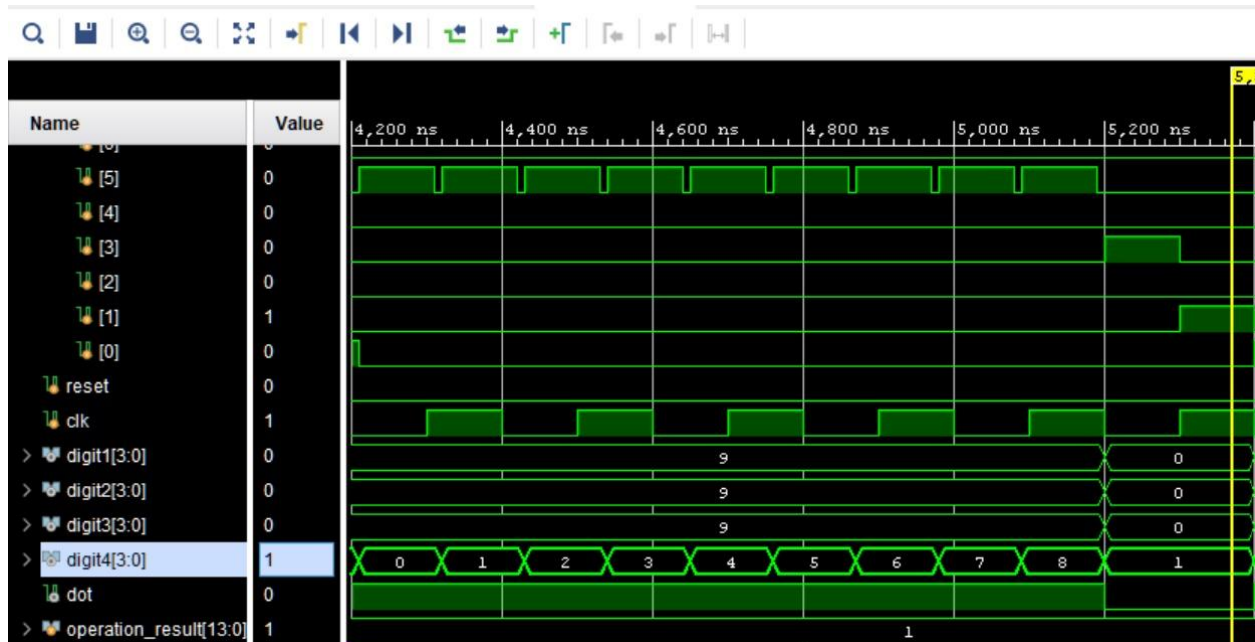 5,
Name Value 4,200 ns 4,400 ns 4,600 ns 4,800 ns 5,000 ns 5,200 ns
[5] 0
[4] 0
[3] 0
[2] 0
[1] 1
[0] 0
reset 0
clk 1
digit1[3:0] 0 9 0
digit2[3:0] 0 9 0
digit3[3:0] 0 9 0
digit4[3:0] 1 0 1 2 3 4 5 6 7 8 1
dot 0
operation_result[13:0] 1 1